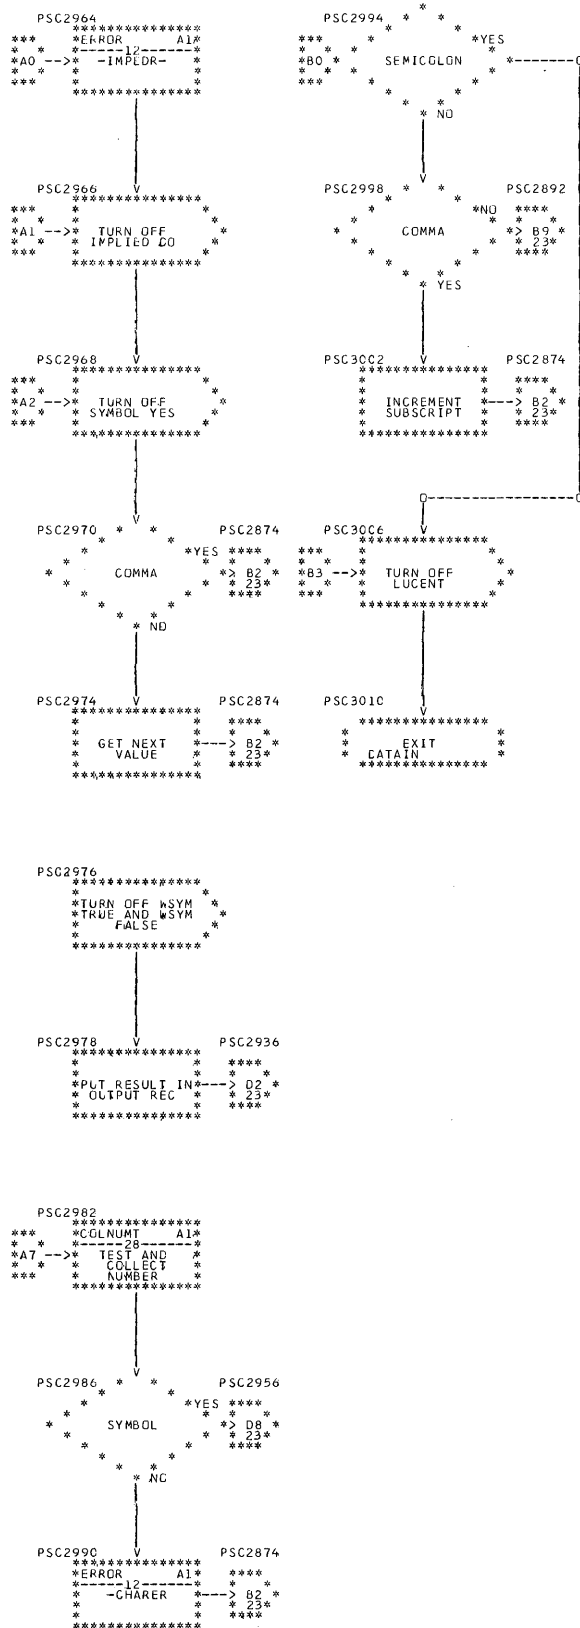 PSC2964
ERROR A1
12
-IMPEDR-
A0
PSC2966
A1
TURN OFF
IMPLIED DO
PSC2968
A2
TURN OFF
SYMBOL YES
PSC2970
COMMA
YES
PSC2874
B2
23
NO
PSC2974
GET NEXT
VALUE
PSC2874
B2
23
PSC2976
TURN OFF WSYM
TRUE AND WSYM
FALSE
PSC2978
PUT RESULT IN
OUTPUT REC
PSC2936
D2
23
PSC2982
COLNUMT A1
28
A7
TEST AND
COLLECT
NUMBER
PSC2986
SYMBOL
YES
PSC2956
D8
23
NO
PSC2990
ERROR A1
12
-CHARER
PSC2874
B2
23
PSC2994
B0
SEMICOLON
YES
NO
PSC2998
COMMA
NO
PSC2892
B9
23
YES
PSC3002
INCREMENT
SUBSCRIPT
PSC2874
B2
23
PSC3006
B3
TURN OFF
LUCENT
PSC3010
EXIT
CATAIN